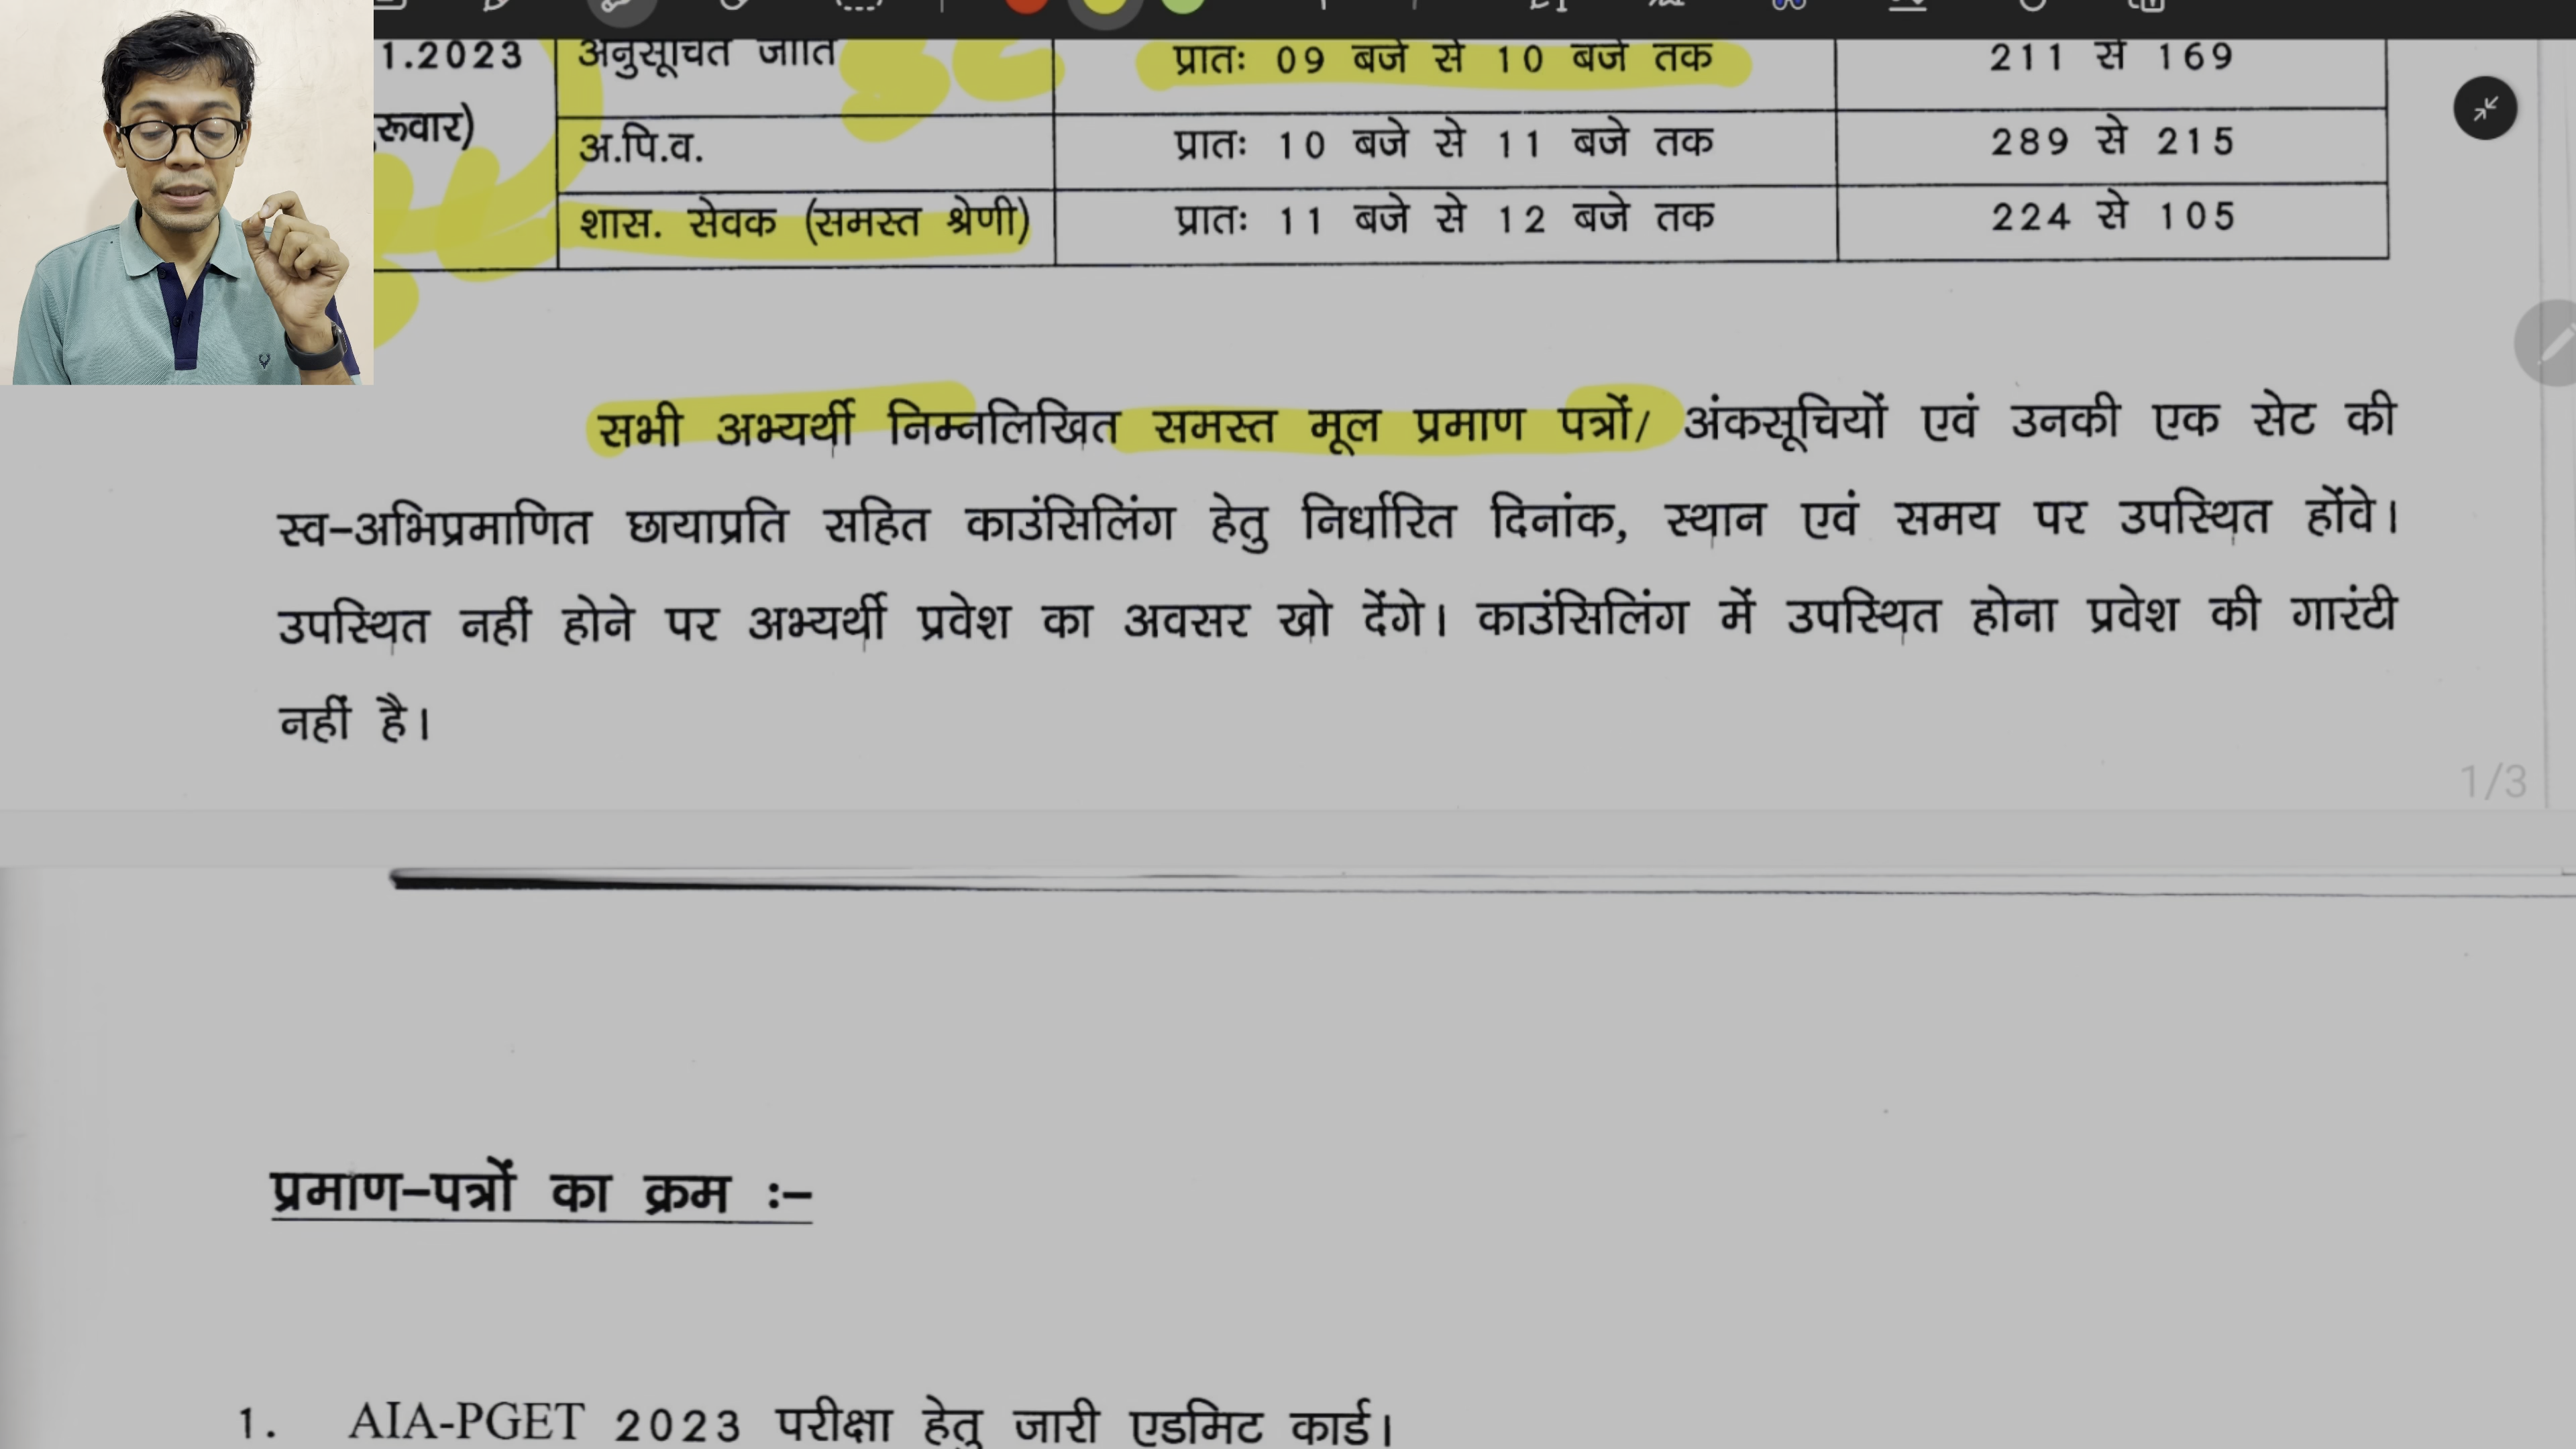 1.2023 अनुसूचित जाति SC प्रातः 09 बजे से 10 बजे तक 211 से 169
रूवार) अ.पि.व. प्रातः 10 बजे से 11 बजे तक 289 से 215
शास. सेवक (समस्त श्रेणी) प्रातः 11 बजे से 12 बजे तक 224 से 105
सभी अभ्यर्थी निम्नलिखित समस्त मूल प्रमाण पत्रों/ अंकसूचियों एवं उनकी एक सेट की
स्व-अभिप्रमाणित छायाप्रति सहित काउंसिलिंग हेतु निर्धारित दिनांक, स्थान एवं समय पर उपस्थित होंवे।
उपस्थित नहीं होने पर अभ्यर्थी प्रवेश का अवसर खो देंगे। काउंसिलिंग में उपस्थित होना प्रवेश की गारंटी
नहीं है।
1/3
प्रमाण-पत्रों का क्रम :-
1. AIA-PGET 2023 परीक्षा हेतु जारी एडमिट कार्ड।